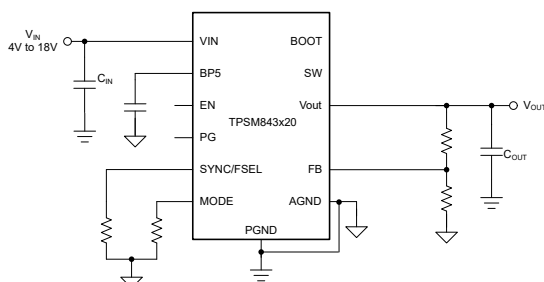 VIN
4V to 18V
CIN
VIN
BP5
EN
PG
SYNC/FSEL
MODE
TPSM843x20
BOOT
SW
Vout
FB
AGND
PGND
VOUT
COUT